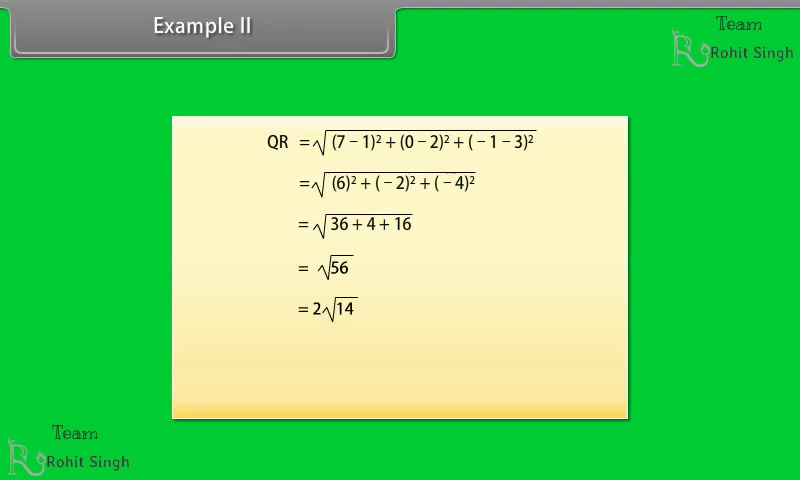 Example II
Team
Rohit Singh
QR = √(7 – 1)² + (0 – 2)² + ( – 1 – 3)²
= √(6)² + ( – 2)² + ( – 4)²
= √36 + 4 + 16
= √56
= 2√14
Team
Rohit Singh